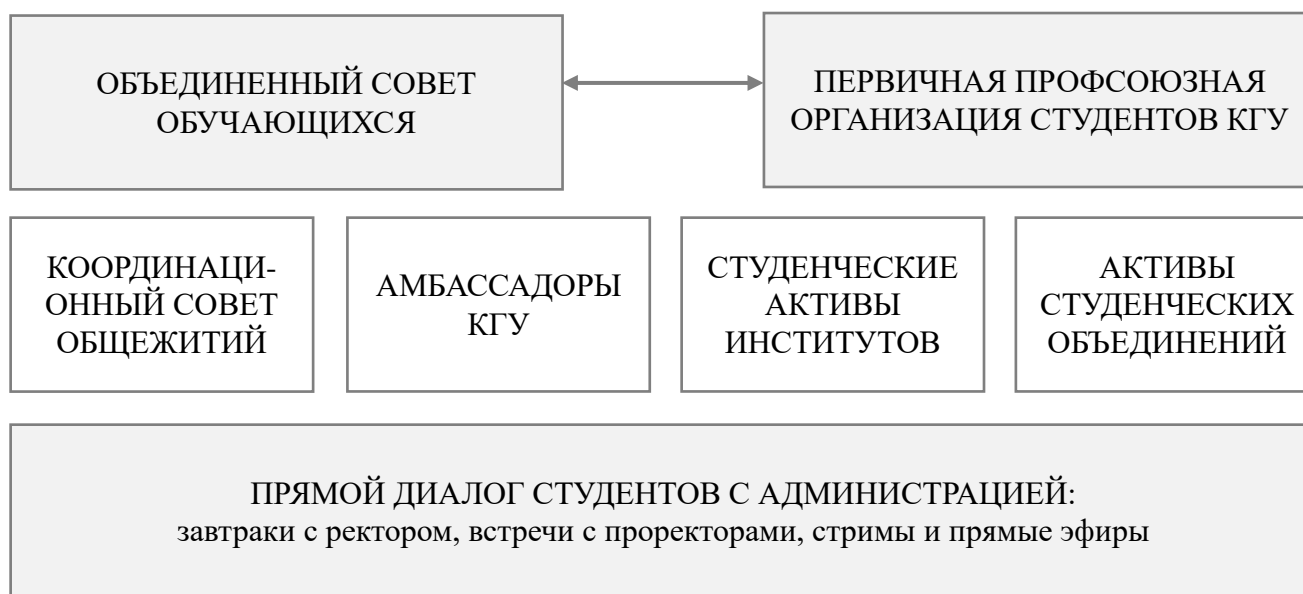 ОБЪЕДИНЕННЫЙ СОВЕТ
ОБУЧАЮЩИХСЯ
ПЕРВИЧНАЯ ПРОФСОЮЗНАЯ
ОРГАНИЗАЦИЯ СТУДЕНТОВ КГУ
КООРДИНАЦИ-
ОННЫЙ СОВЕТ
ОБЩЕЖИТИЙ
АМБАССАДОРЫ
КГУ
СТУДЕНЧЕСКИЕ
АКТИВЫ
ИНСТИТУТОВ
АКТИВЫ
СТУДЕНЧЕСКИХ
ОБЪЕДИНЕНИЙ
ПРЯМОЙ ДИАЛОГ СТУДЕНТОВ С АДМИНИСТРАЦИЕЙ:
завтраки с ректором, встречи с проректорами, стримы и прямые эфиры